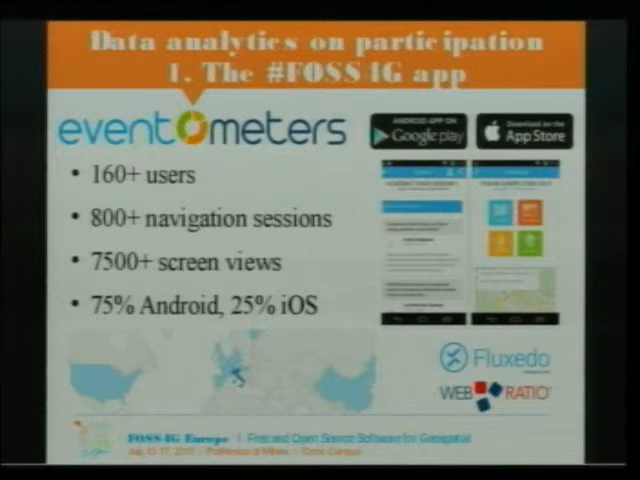 Data analytics on participation
1. The #FOSS4G app
eventometers
ANDROID APP ON
Google play
Download on the
App Store
• 160+ users
• 800+ navigation sessions
• 7500+ screen views
• 75% Android, 25% iOS
Fluxedo
WEB RATIO
FOSS4G Europe | Free and Open Source Software for Geospatial
Politecnico di Milano | Como Campus